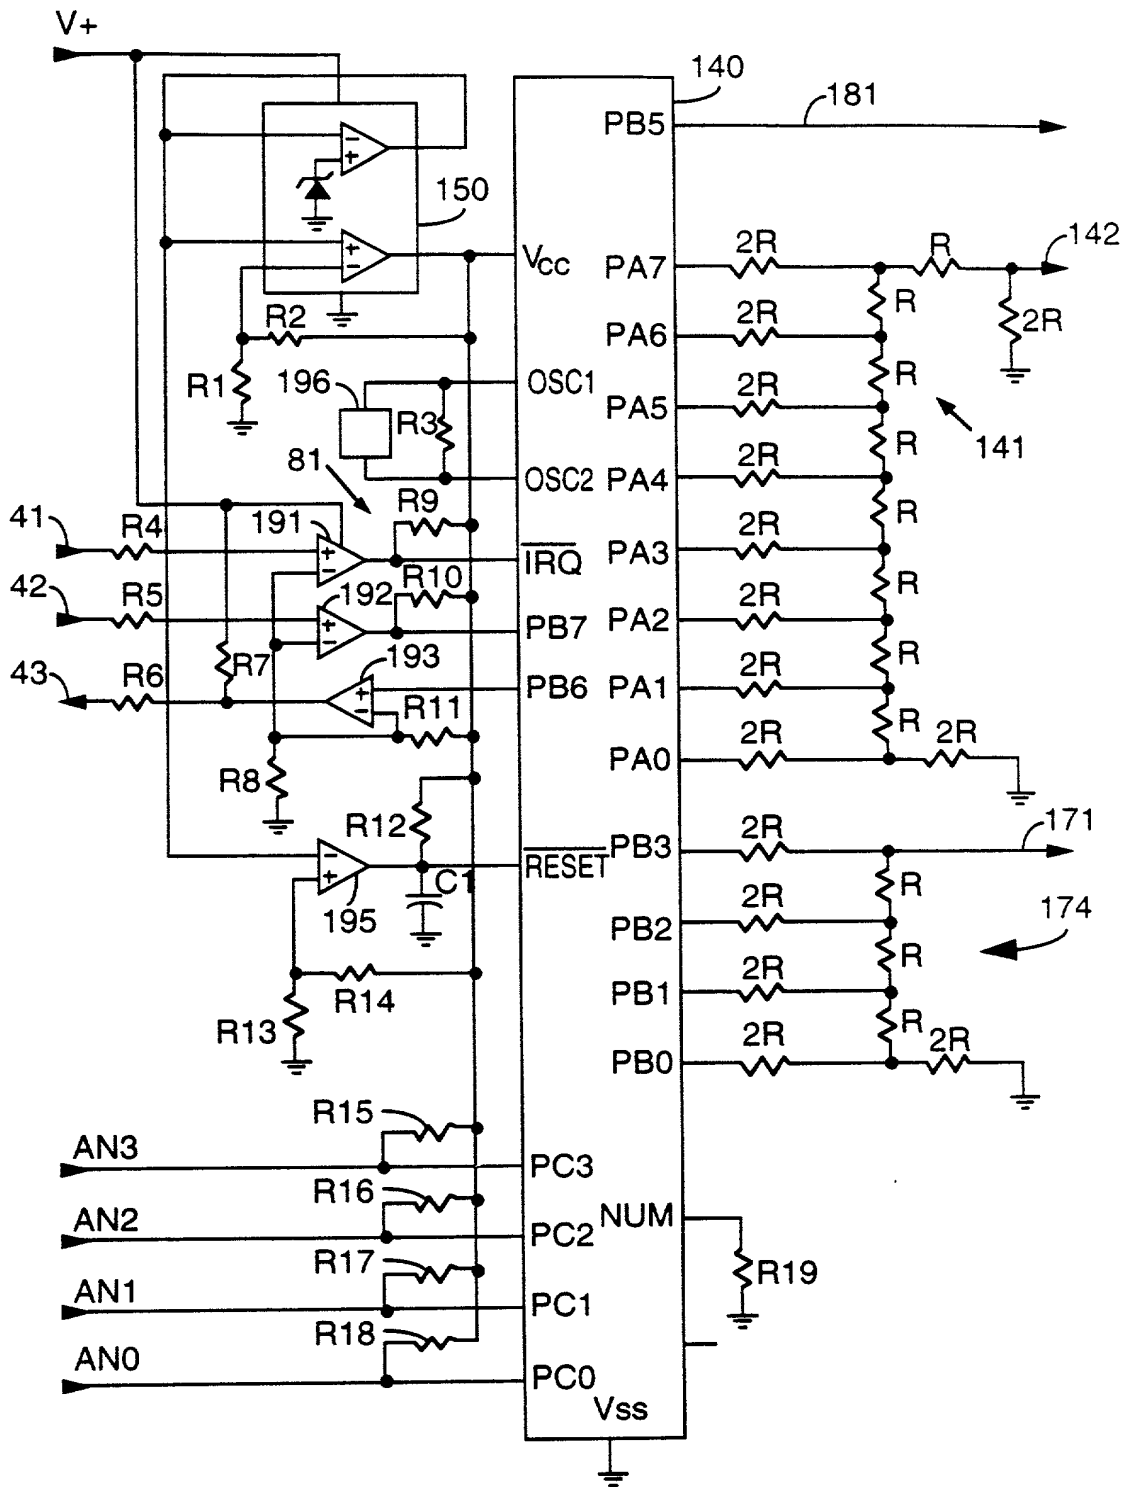 V+
140
PB5
181
150
VCC
PA7
2R
R
142
R
2R
R2
PA6
2R
R1
196
OSC1
R3
R
PA5
2R
141
R
81
OSC2
PA4
2R
R9
R
41
R4
191
IRQ
PA3
2R
R10
R
42
R5
192
PB7
PA2
2R
R
43
R6
R7
193
PB6
PA1
2R
R11
R
R8
PA0
2R
2R
R12
RESET
PB3
2R
171
C1
R
195
PB2
2R
174
R
R14
PB1
2R
R13
R
PB0
2R
2R
R15
AN3
PC3
R16
AN2
PC2
NUM
R17
R19
AN1
PC1
R18
AN0
PC0
Vss